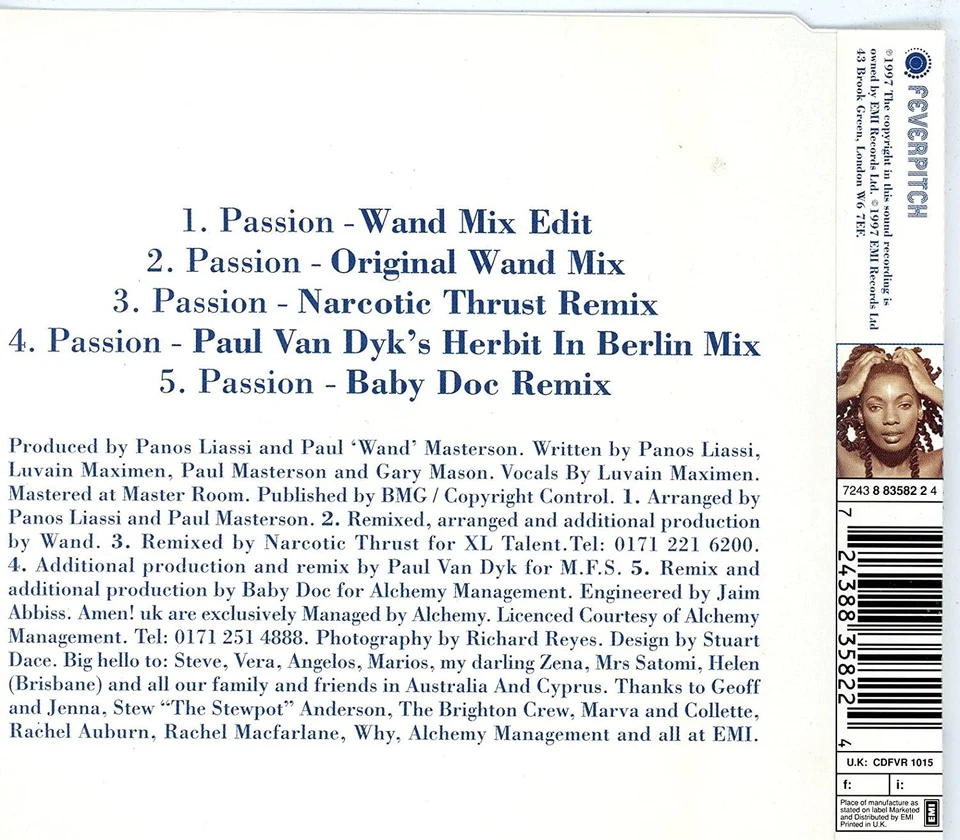 1. Passion - Wand Mix Edit
2. Passion - Original Wand Mix
3. Passion - Narcotic Thrust Remix
4. Passion - Paul Van Dyk's Herbit In Berlin Mix
5. Passion - Baby Doc Remix
Produced by Panos Liassi and Paul ‘Wand’ Masterson. Written by Panos Liassi,
Luvain Maximen, Paul Masterson and Gary Mason. Vocals By Luvain Maximen.
Mastered at Master Room. Published by BMG / Copyright Control. 1. Arranged by
Panos Liassi and Paul Masterson. 2. Remixed, arranged and additional production
by Wand. 3. Remixed by Narcotic Thrust for XL Talent.Tel: 0171 221 6200.
4. Additional production and remix by Paul Van Dyk for M.F.S. 5. Remix and
additional production by Baby Doc for Alchemy Management. Engineered by Jaim
Abbiss. Amen! uk are exclusively Managed by Alchemy. Licenced Courtesy of Alchemy
Management. Tel: 0171 251 4888. Photography by Richard Reyes. Design by Stuart
Dace. Big hello to: Steve, Vera, Angelos, Marios, my darling Zena, Mrs Satomi, Helen
(Brisbane) and all our family and friends in Australia And Cyprus. Thanks to Geoff
and Jenna, Stew “The Stewpot” Anderson, The Brighton Crew, Marva and Collette,
Rachel Auburn, Rachel Macfarlane, Why, Alchemy Management and all at EMI.
FEVERPITCH
℗1997 The copyright in this sound recording is
owned by EMI Records Ltd. ©1997 EMI Records Ltd
43 Brook Green, London W6 7EF.
7243 8 83582 2 4
7 24388 35822 4
U.K: CDFVR 1015
f: i:
Place of manufacture as
stated on label Marketed
and Distributed by EMI
Printed in U.K.
EMI